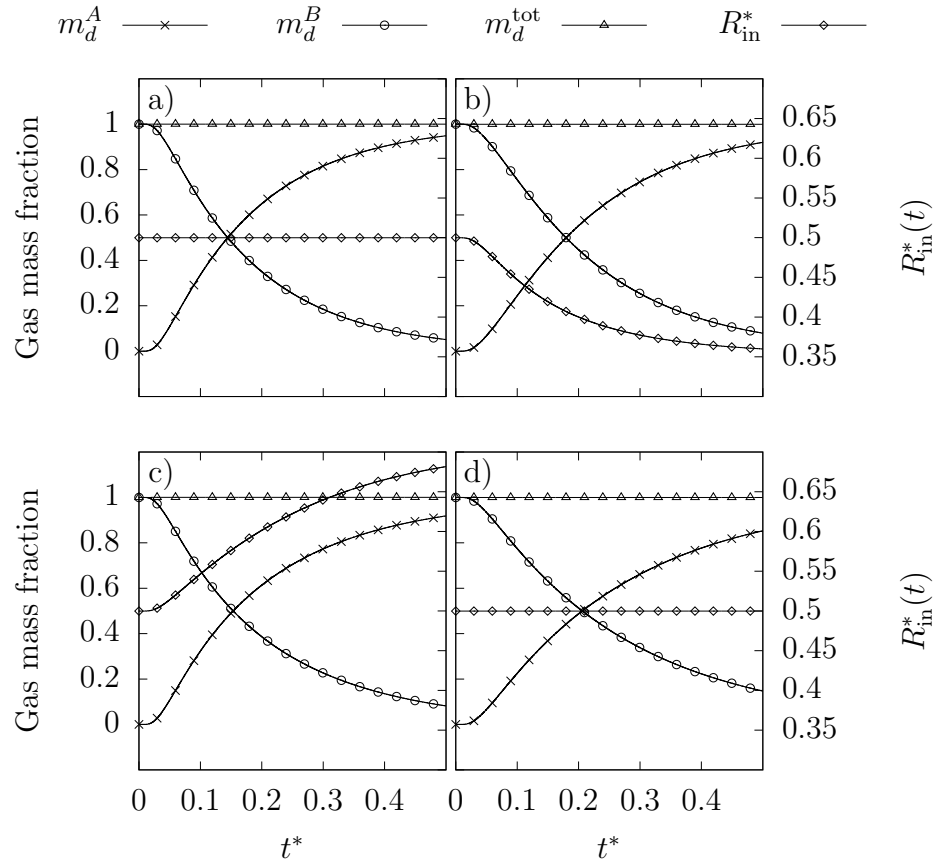 m_d^A m_d^B m_d^tot R_in^*
a) b)
Gas mass fraction
1
0.8
0.6
0.4
0.2
0
0.65
0.6
0.55
0.5
0.45
0.4
0.35
R_in^*(t)
c) d)
Gas mass fraction
1
0.8
0.6
0.4
0.2
0
0.65
0.6
0.55
0.5
0.45
0.4
0.35
R_in^*(t)
0 0.1 0.2 0.3 0.4 0 0.1 0.2 0.3 0.4
t^* t^*